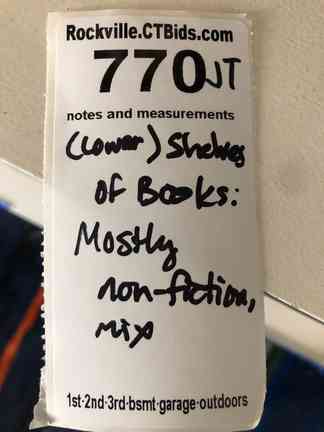 Rockville.CTBids.com
770JT
notes and measurements
(Lower) Shelves
of Books:
Mostly
non-fiction,
mix
1st·2nd·3rd·bsmt·garage·outdoors